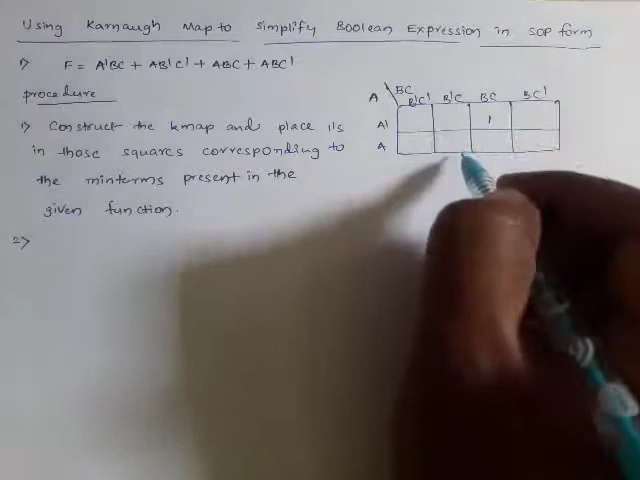 Using Karnaugh Map to simplify Boolean Expression in SOP form
1> F = A'BC + AB'C' + ABC + ABC'
procedure
1> Construct the kmap and place 1's
in those squares corresponding to
the minterms present in the
given function.
2>
A \ BC
B'C' B'C BC BC'
A' 1
A